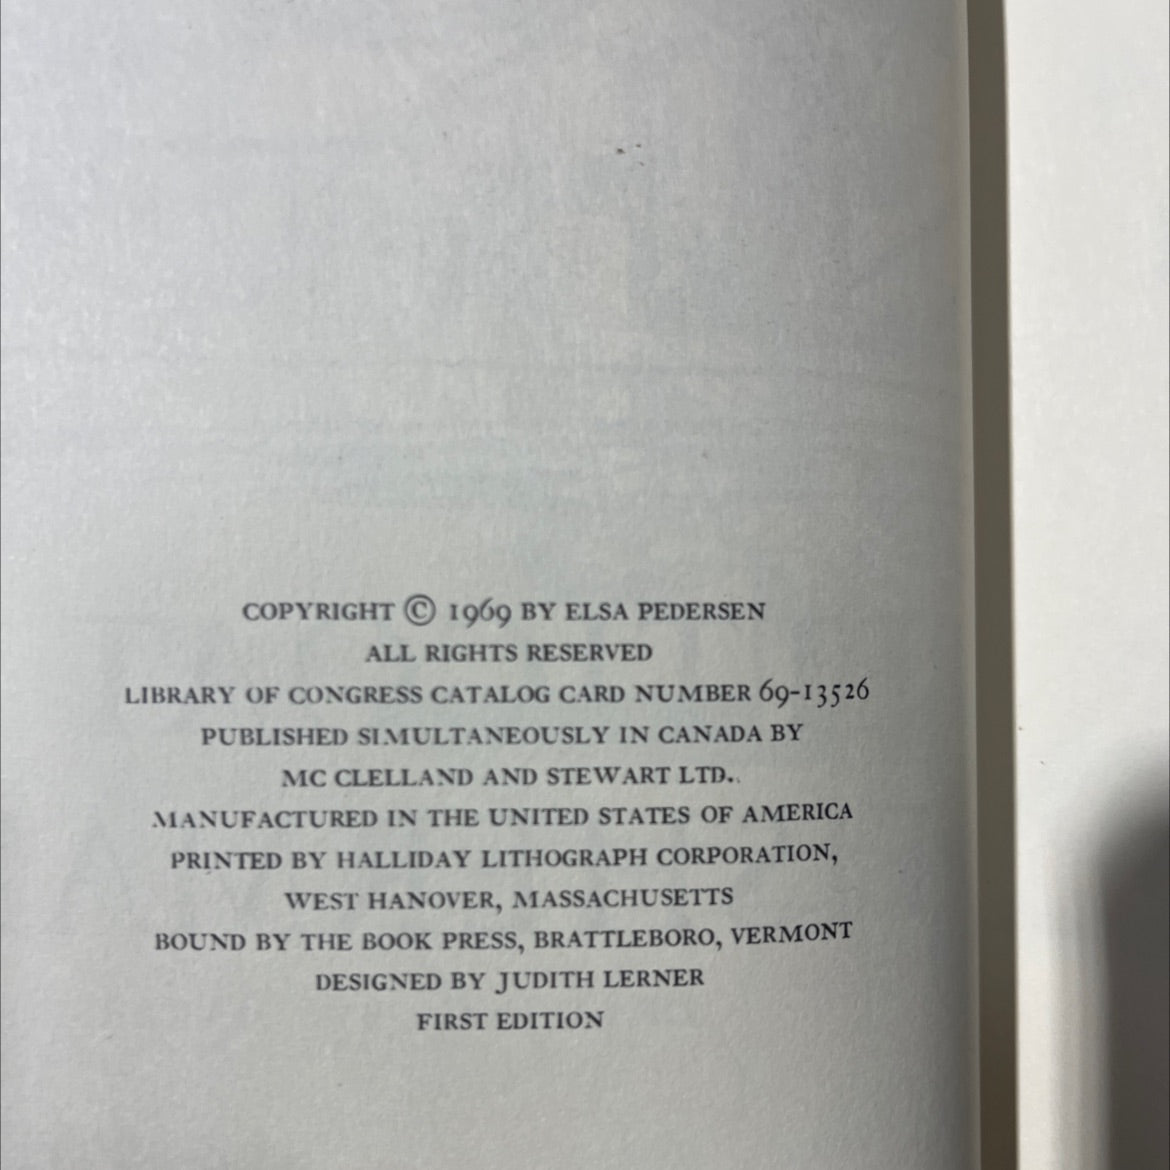 COPYRIGHT © 1969 BY ELSA PEDERSEN
ALL RIGHTS RESERVED
LIBRARY OF CONGRESS CATALOG CARD NUMBER 69-13526
PUBLISHED SIMULTANEOUSLY IN CANADA BY
MC CLELLAND AND STEWART LTD.
MANUFACTURED IN THE UNITED STATES OF AMERICA
PRINTED BY HALLIDAY LITHOGRAPH CORPORATION,
WEST HANOVER, MASSACHUSETTS
BOUND BY THE BOOK PRESS, BRATTLEBORO, VERMONT
DESIGNED BY JUDITH LERNER
FIRST EDITION